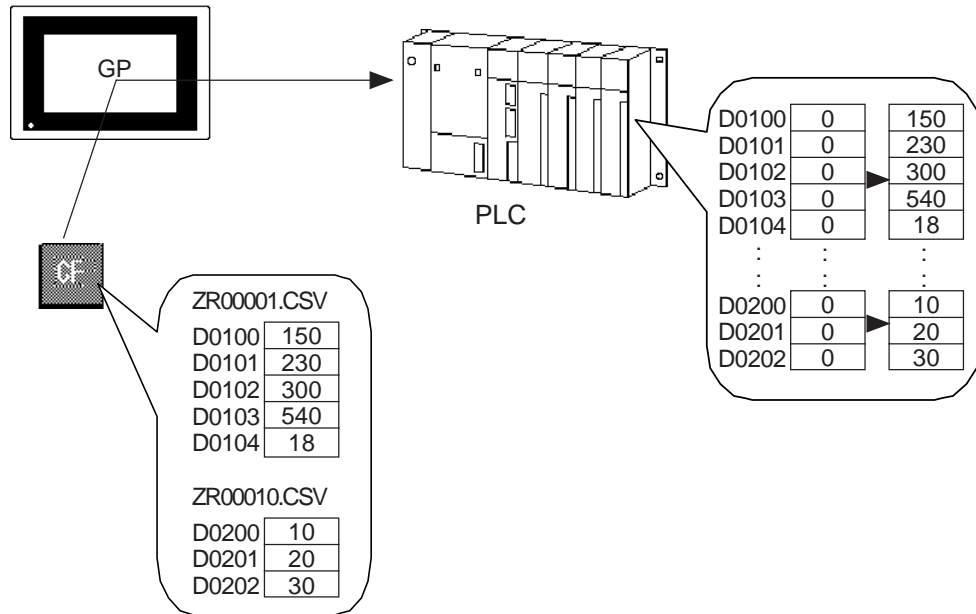 GP
PLC
D0100 0 150
D0101 0 230
D0102 0 300
D0103 0 540
D0104 0 18
: : :
: : :
D0200 0 10
D0201 0 20
D0202 0 30
CF
ZR00001.CSV
D0100 150
D0101 230
D0102 300
D0103 540
D0104 18
ZR00010.CSV
D0200 10
D0201 20
D0202 30